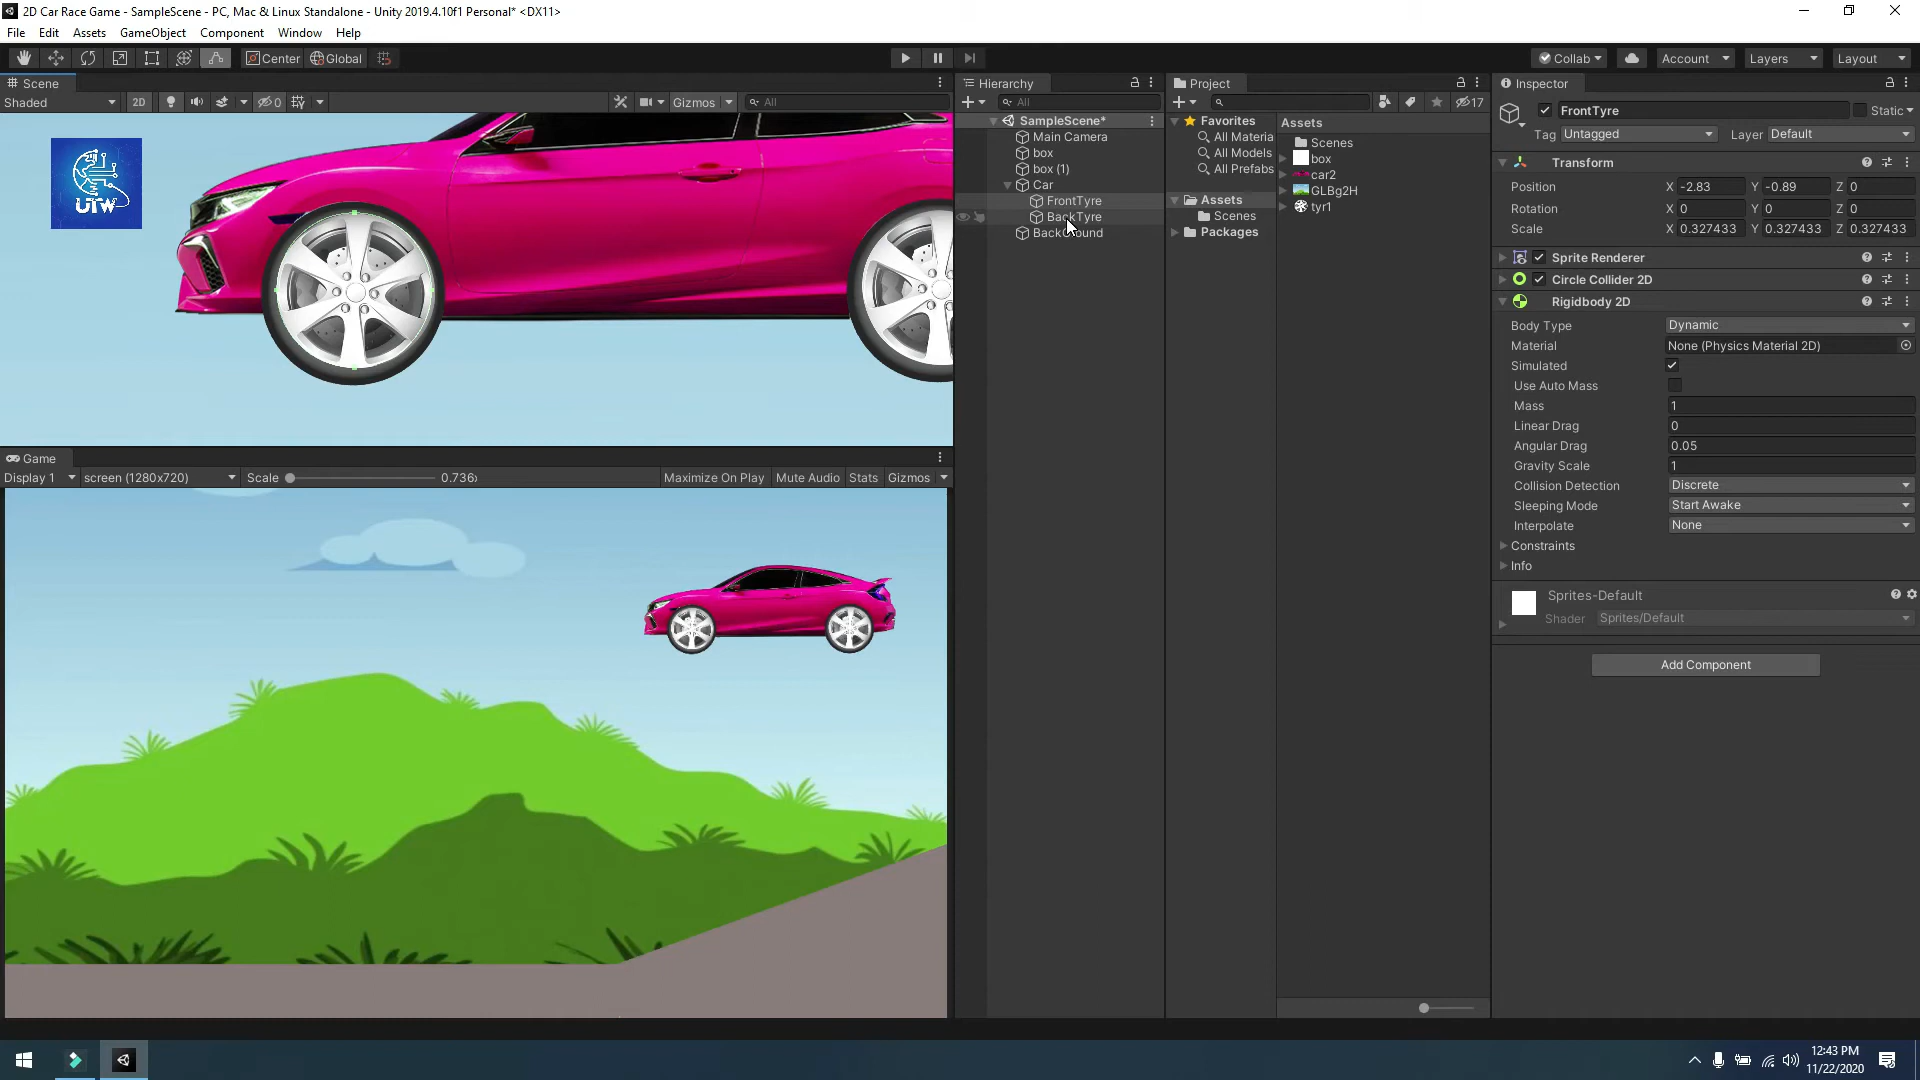 2D Car Race Game - SampleScene - PC, Mac & Linux Standalone - Unity 2019.4.10f1 Personal* <DX11>
File Edit Assets GameObject Component Window Help
Center Global Collab Account Layers Layout
Scene
Shaded 2D 0 Gizmos All
UTW
Game
Display 1 screen (1280x720) Scale 0.736x Maximize On Play Mute Audio Stats Gizmos
Hierarchy
All
SampleScene*
Main Camera
box
box (1)
Car
FrontTyre
BackTyre
BackGround
Project
17
Favorites
All Materia
All Models
All Prefabs
Assets
Scenes
Packages
Assets
Scenes
box
car2
GLBg2H
tyr1
Inspector
FrontTyre Static
Tag Untagged Layer Default
Transform
Position X -2.83 Y -0.89 Z 0
Rotation X 0 Y 0 Z 0
Scale X 0.327433 Y 0.327433 Z 0.327433
Sprite Renderer
Circle Collider 2D
Rigidbody 2D
Body Type Dynamic
Material None (Physics Material 2D)
Simulated
Use Auto Mass
Mass 1
Linear Drag 0
Angular Drag 0.05
Gravity Scale 1
Collision Detection Discrete
Sleeping Mode Start Awake
Interpolate None
Constraints
Info
Sprites-Default
Shader Sprites/Default
Add Component
12:43 PM
11/22/2020